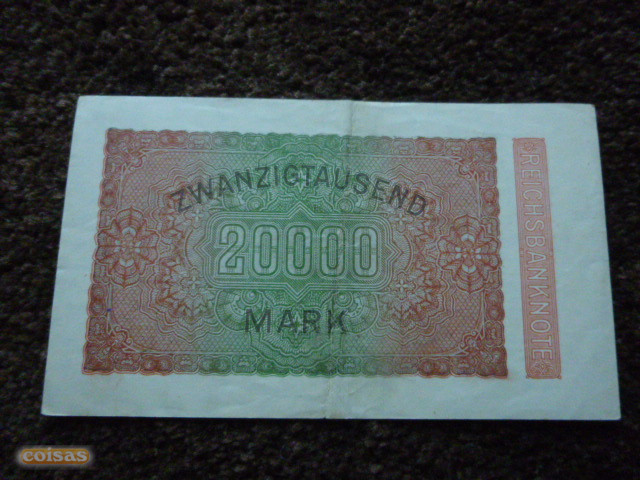 ZWANZIGTAUSEND
20000
MARK
REICHSBANKNOTE
coisas